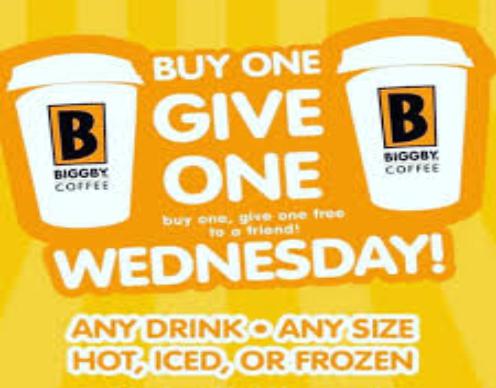 BUY ONE
GIVE
ONE
buy one, give one free
to a friend!
WEDNESDAY!
B
BIGGBY
COFFEE
B
BIGGBY
COFFEE
ANY DRINK • ANY SIZE
HOT, ICED, OR FROZEN